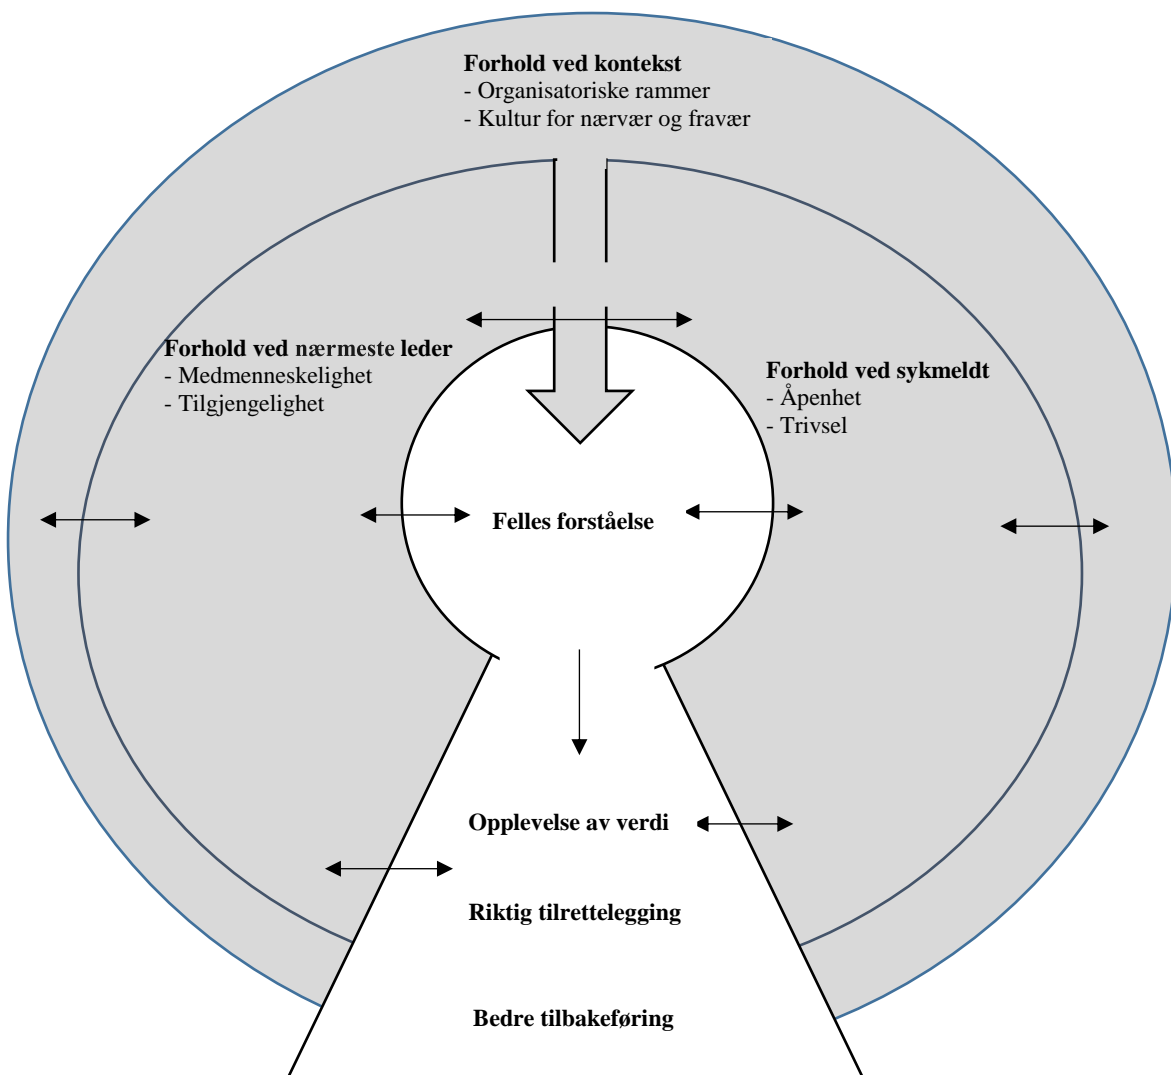 Forhold ved kontekst
- Organisatoriske rammer
- Kultur for nærvær og fravær
Forhold ved nærmeste leder
- Medmenneskelighet
- Tilgjengelighet
Forhold ved sykmeldt
- Åpenhet
- Trivsel
Felles forståelse
Opplevelse av verdi
Riktig tilrettelegging
Bedre tilbakeføring